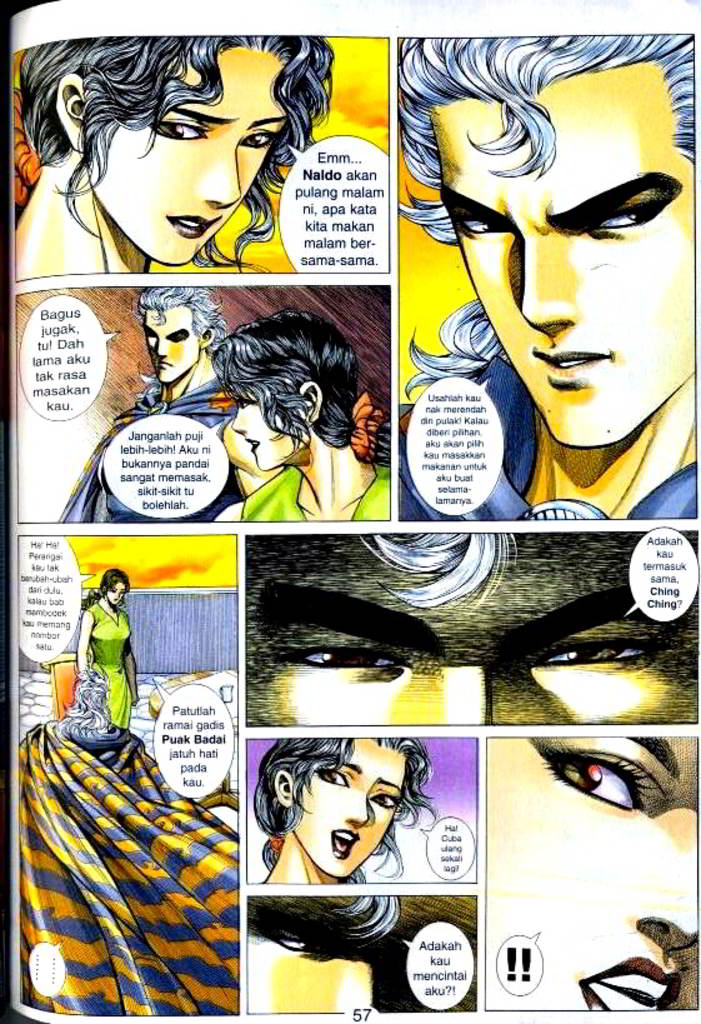 Emm...
Naldo akan
pulang malam
ni, apa kata
kita makan
malam ber-
sama-sama.
Bagus
jugak,
tu! Dah
lama aku
tak rasa
masakan
kau.
Janganlah puji
lebih-lebih! Aku ni
bukannya pandai
sangat memasak,
sikit-sikit tu
bolehlah.
Usahlah kau
nak merendah
diri pulak! Kalau
diberi pilihan,
aku akan pilih
kau masakkan
makanan untuk
aku buat
selama-
lamanya.
Ha! Ha!
Perangai
kau tak
berubah-ubah
dari dulu,
kalau bab
membodek
kau memang
nombor
satu.
Patutlah
ramai gadis
Puak Badai
jatuh hati
pada
kau.
Adakah
kau
termasuk
sama,
Ching
Ching?
Ha!
Cuba
ulang
sekali
lagi!
Adakah
kau
mencintai
aku?!
!!
57